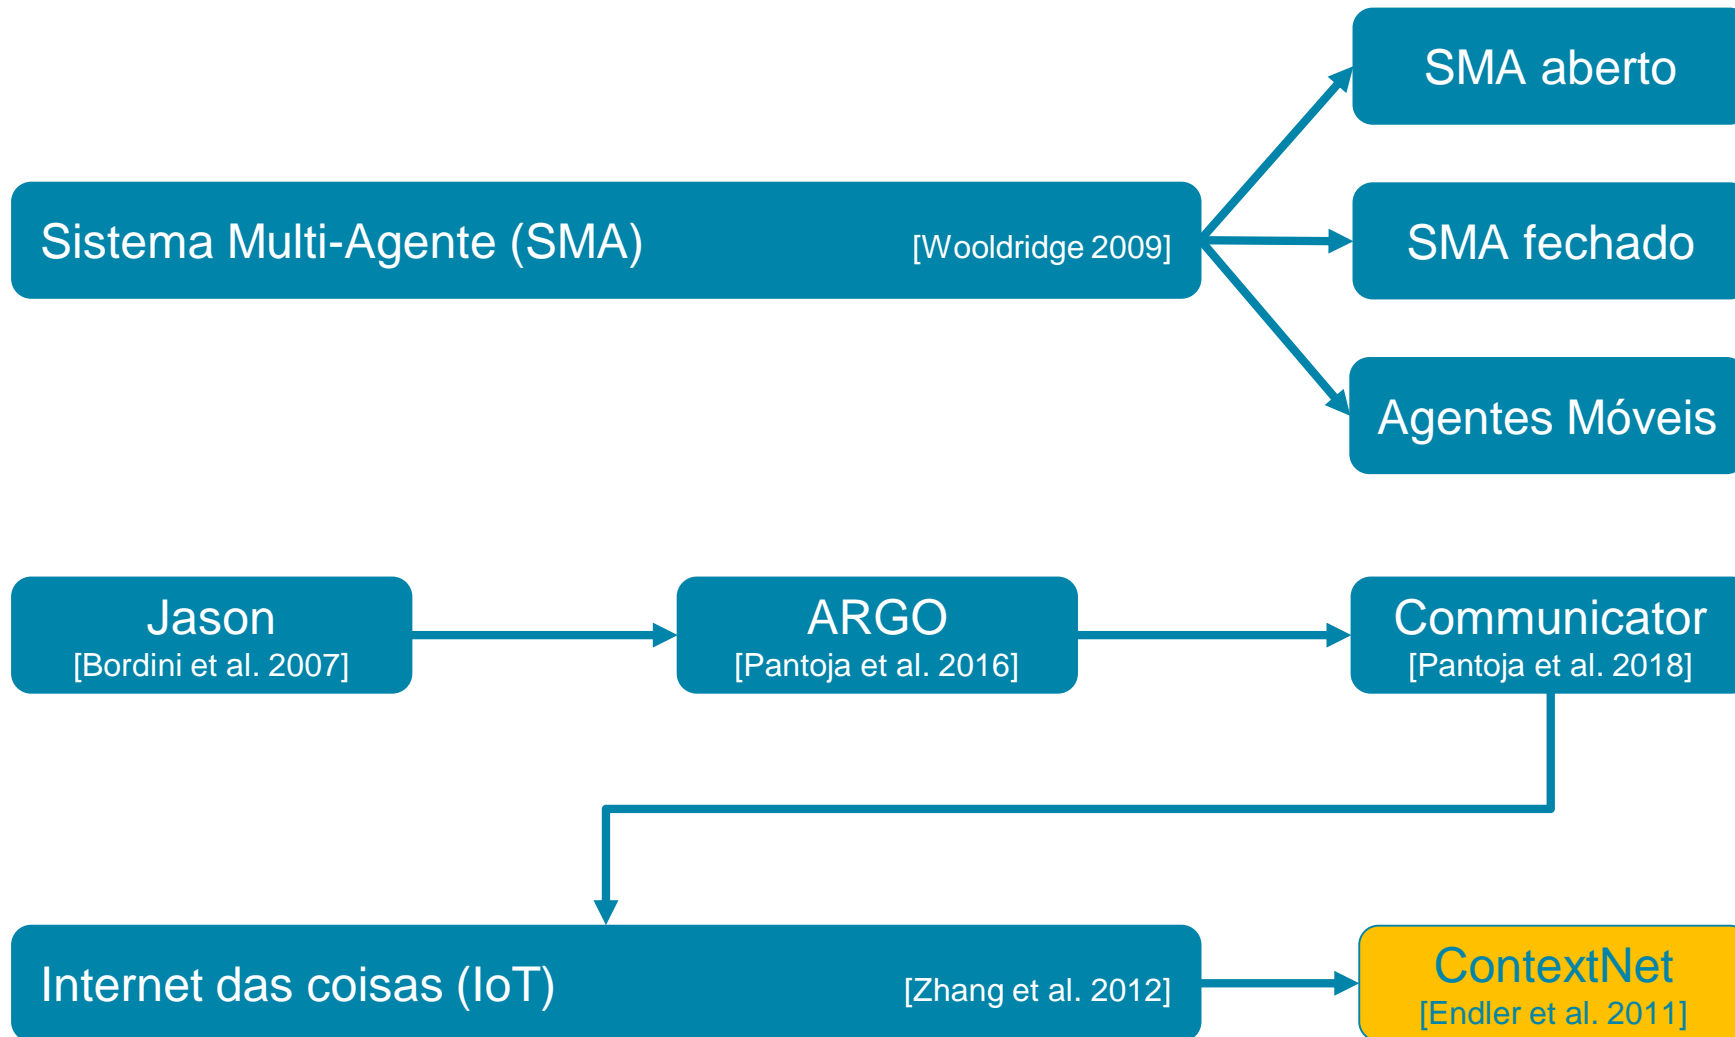 SMA aberto
Sistema Multi-Agente (SMA) [Wooldridge 2009]
SMA fechado
Agentes Móveis
Jason
[Bordini et al. 2007]
ARGO
[Pantoja et al. 2016]
Communicator
[Pantoja et al. 2018]
Internet das coisas (IoT) [Zhang et al. 2012]
ContextNet
[Endler et al. 2011]